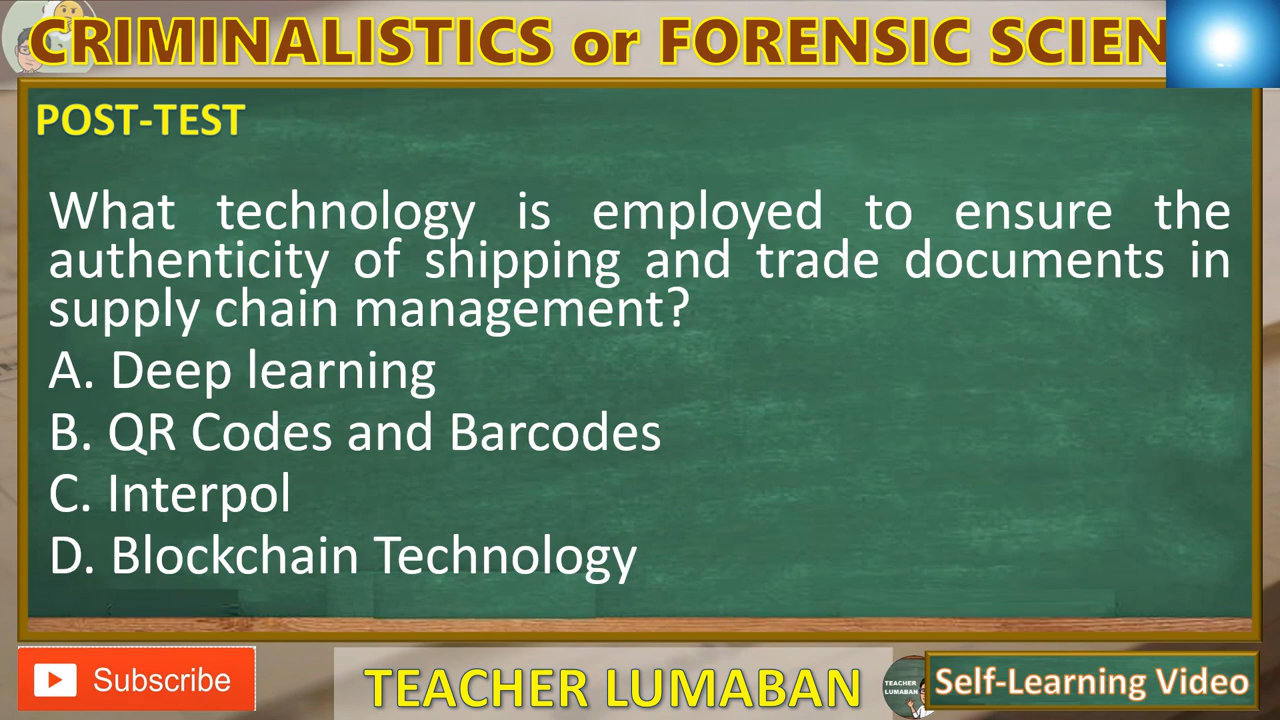 CRIMINALISTICS or FORENSIC SCIEN
POST-TEST
What technology is employed to ensure the
authenticity of shipping and trade documents in
supply chain management?
A. Deep learning
B. QR Codes and Barcodes
C. Interpol
D. Blockchain Technology
Subscribe
TEACHER LUMABAN
TEACHER
LUMABAN
Self-Learning Video